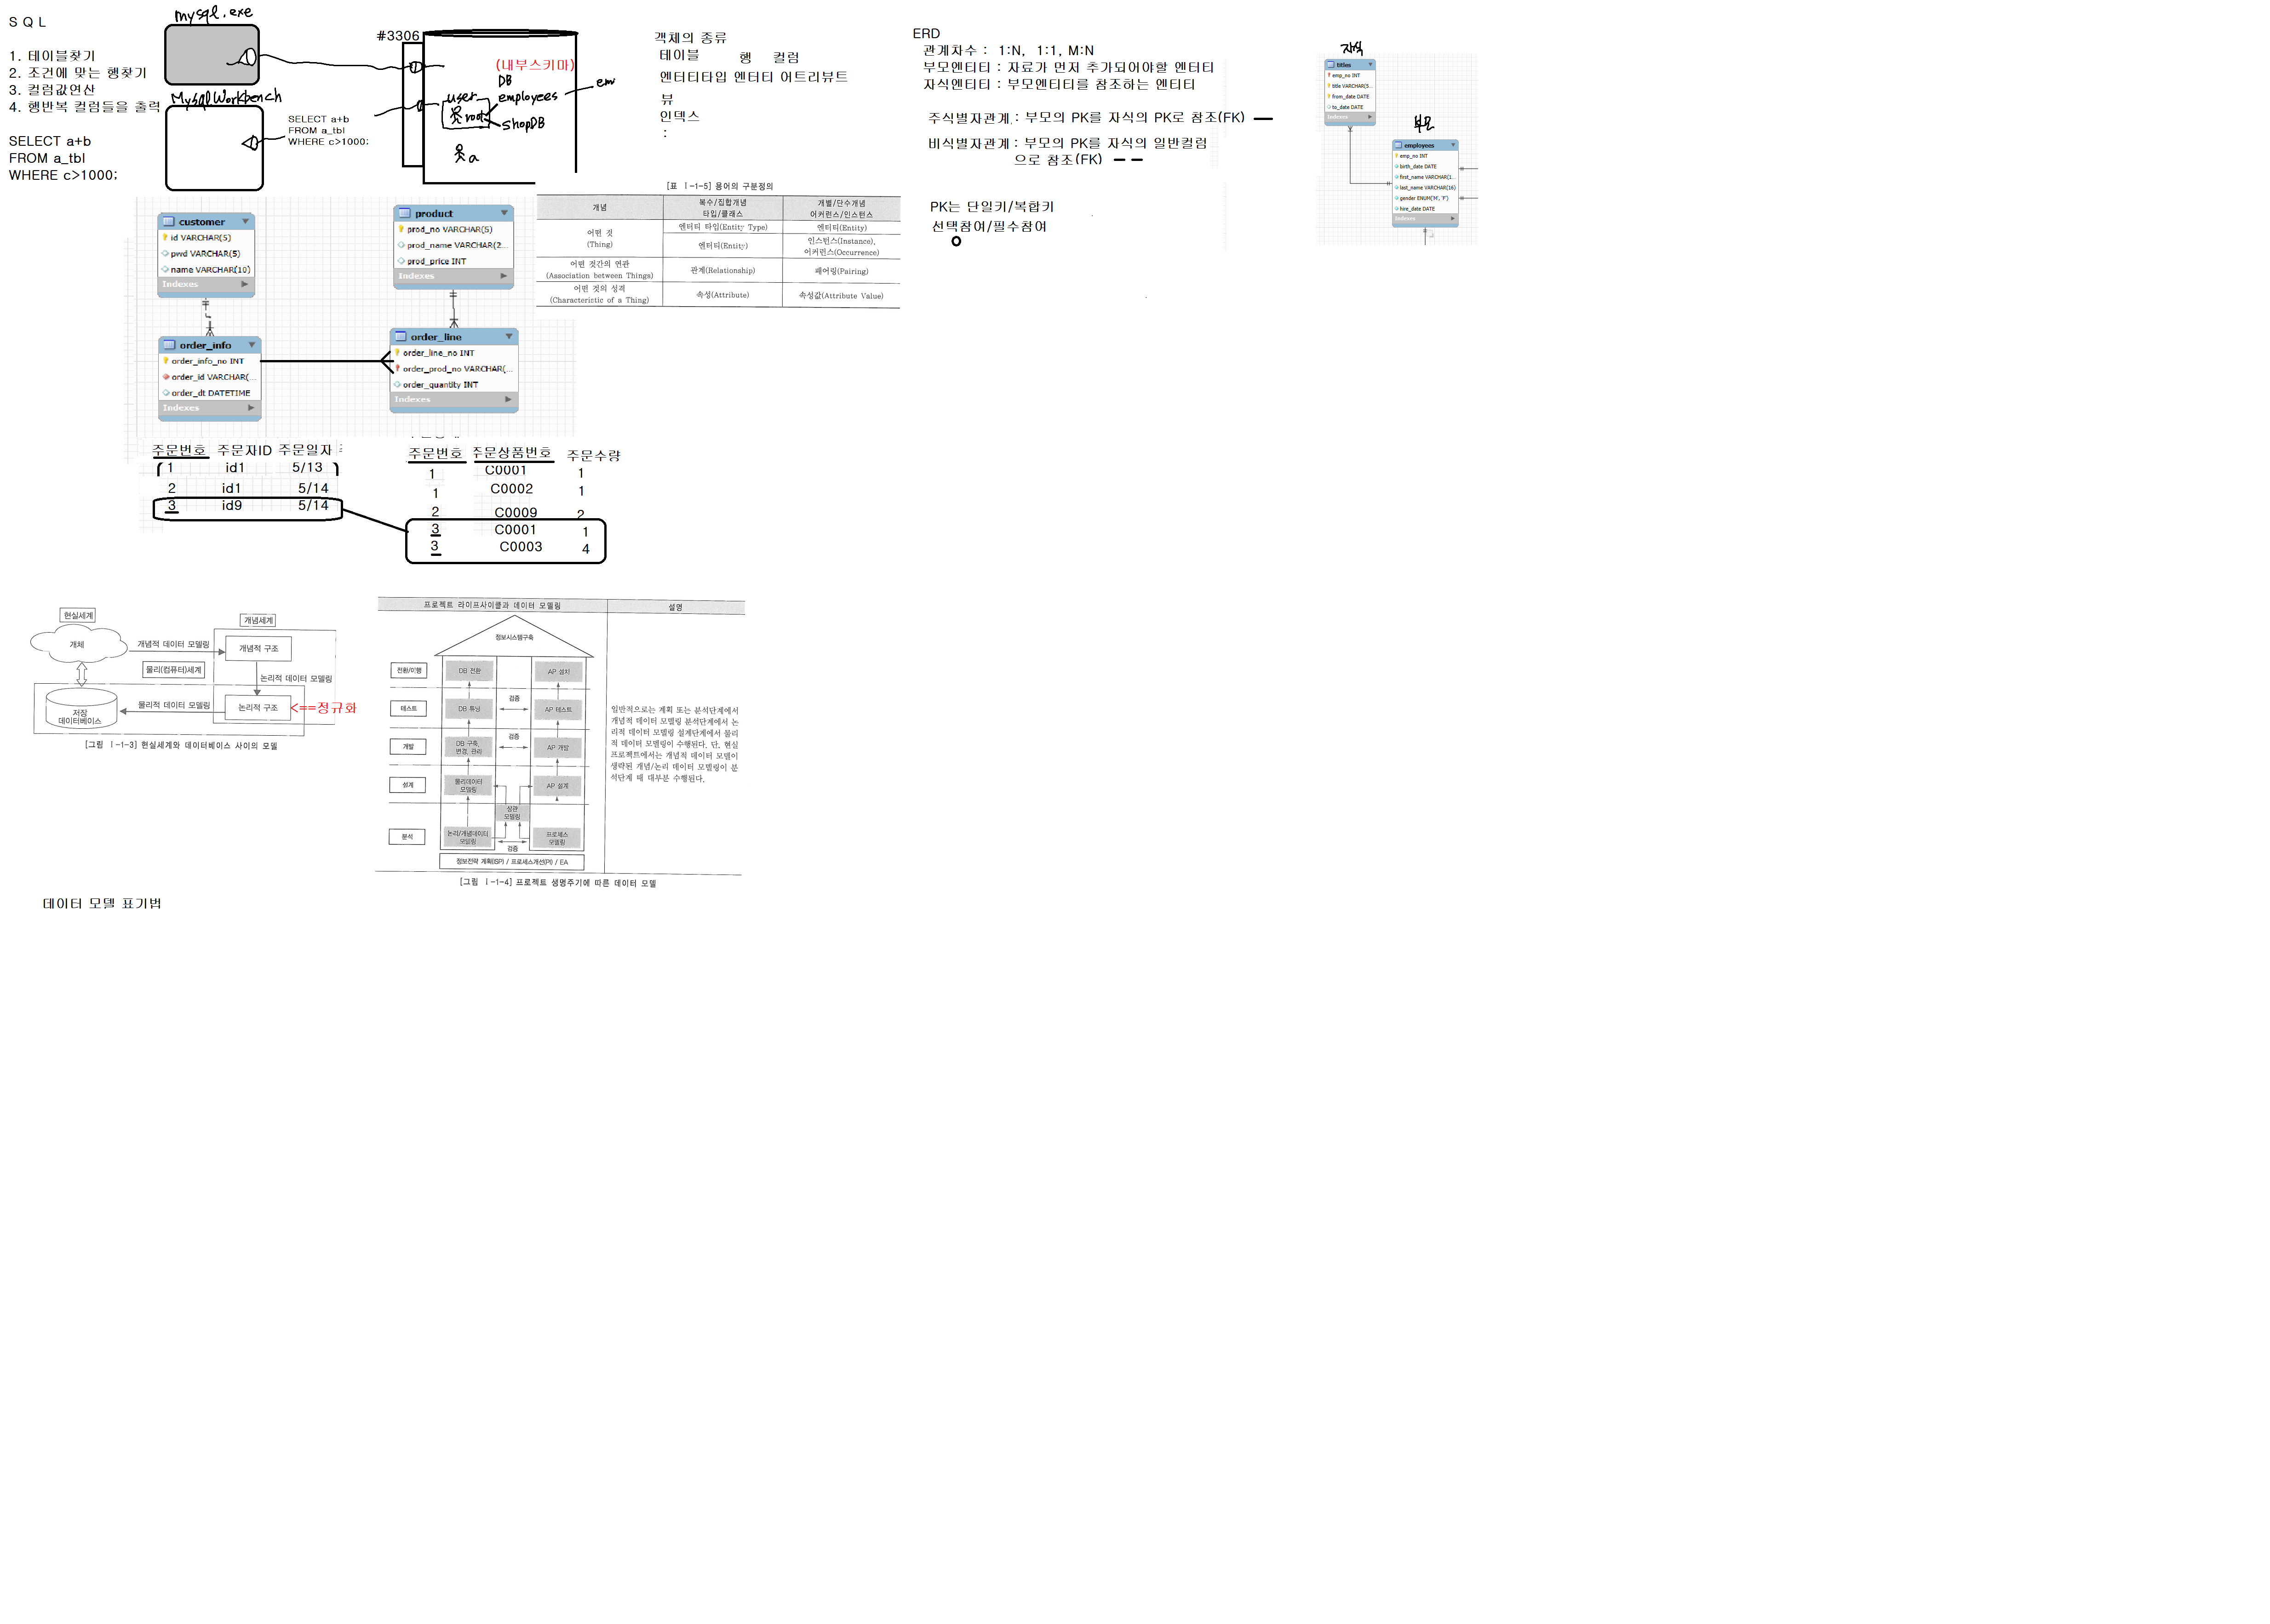 S Q L
1. 테이블찾기
2. 조건에 맞는 행찾기
3. 컬럼값연산
4. 행반복 컬럼들을 출력
SELECT a+b
FROM a_tbl
WHERE c>1000;
mysql.exe
MysqlWorkbench
SELECT a+b
FROM a_tbl
WHERE c>1000;
#3306
(내부스키마)
DB
user
employees
em
root
shopDB
a
객체의 종류
테이블 행 컬럼
엔터티타입 엔터티 어트리뷰트
뷰
인덱스
:
ERD
관계차수 : 1:N, 1:1, M:N
부모엔티티 : 자료가 먼저 추가되어야할 엔터티
자식엔티티 : 부모엔티티를 참조하는 엔터티
주식별자관계 : 부모의 PK를 자식의 PK로 참조(FK)
비식별자관계 : 부모의 PK를 자식의 일반컬럼
으로 참조(FK)
PK는 단일키/복합키
선택참여/필수참여
자식
titles
emp_no INT
title VARCHAR(5...
from_date DATE
to_date DATE
Indexes
부모
employees
emp_no INT
birth_date DATE
first_name VARCHAR(1...
last_name VARCHAR(16)
gender ENUM('M', 'F')
hire_date DATE
Indexes
[표 Ⅰ-1-5] 용어의 구분정의
개념 복수/집합개념 타입/클래스 개별/단수개념 어커런스/인스턴스
어떤 것 (Thing) 엔터티 타입(Entity Type) 엔터티(Entity)
엔터티(Entity) 인스턴스(Instance), 어커런스(Occurrence)
어떤 것간의 연관 (Association between Things) 관계(Relationship) 페어링(Pairing)
어떤 것의 성격 (Characterictic of a Thing) 속성(Attribute) 속성값(Attribute Value)
customer
id VARCHAR(5)
pwd VARCHAR(5)
name VARCHAR(10)
Indexes
product
prod_no VARCHAR(5)
prod_name VARCHAR(2...
prod_price INT
Indexes
order_info
order_info_no INT
order_id VARCHAR(...
order_dt DATETIME
Indexes
order_line
order_line_no INT
order_prod_no VARCHAR(...
order_quantity INT
Indexes
주문번호 주문자ID 주문일자
1 id1 5/13
2 id1 5/14
3 id9 5/14
주문번호 주문상품번호 주문수량
1 C0001 1
1 C0002 1
2 C0009 2
3 C0001 1
3 C0003 4
현실세계
개념세계
개체
개념적 데이터 모델링
개념적 구조
물리(컴퓨터)세계
논리적 데이터 모델링
저장
데이터베이스
물리적 데이터 모델링
논리적 구조
<==정규화
[그림 Ⅰ-1-3] 현실세계와 데이터베이스 사이의 모델
프로젝트 라이프사이클과 데이터 모델링 설명
정보시스템구축
전환/이행 DB 전환 AP 설치
테스트 DB 튜닝 검증 AP 테스트
개발 DB 구축, 변경, 관리 검증 AP 개발
설계 물리데이터 모델링 AP 설계
상관 모델링
분석 논리/개념데이터 모델링 검증 프로세스 모델링
정보전략 계획(ISP) / 프로세스개선(PI) / EA
일반적으로는 계획 또는 분석단계에서
개념적 데이터 모델링 분석단계에서 논
리적 데이터 모델링 설계단계에서 물리
적 데이터 모델링이 수행된다. 단, 현실
프로젝트에서는 개념적 데이터 모델이
생략된 개념/논리 데이터 모델링이 분
석단계 때 대부분 수행된다.
[그림 Ⅰ-1-4] 프로젝트 생명주기에 따른 데이터 모델
데이터 모델 표기법